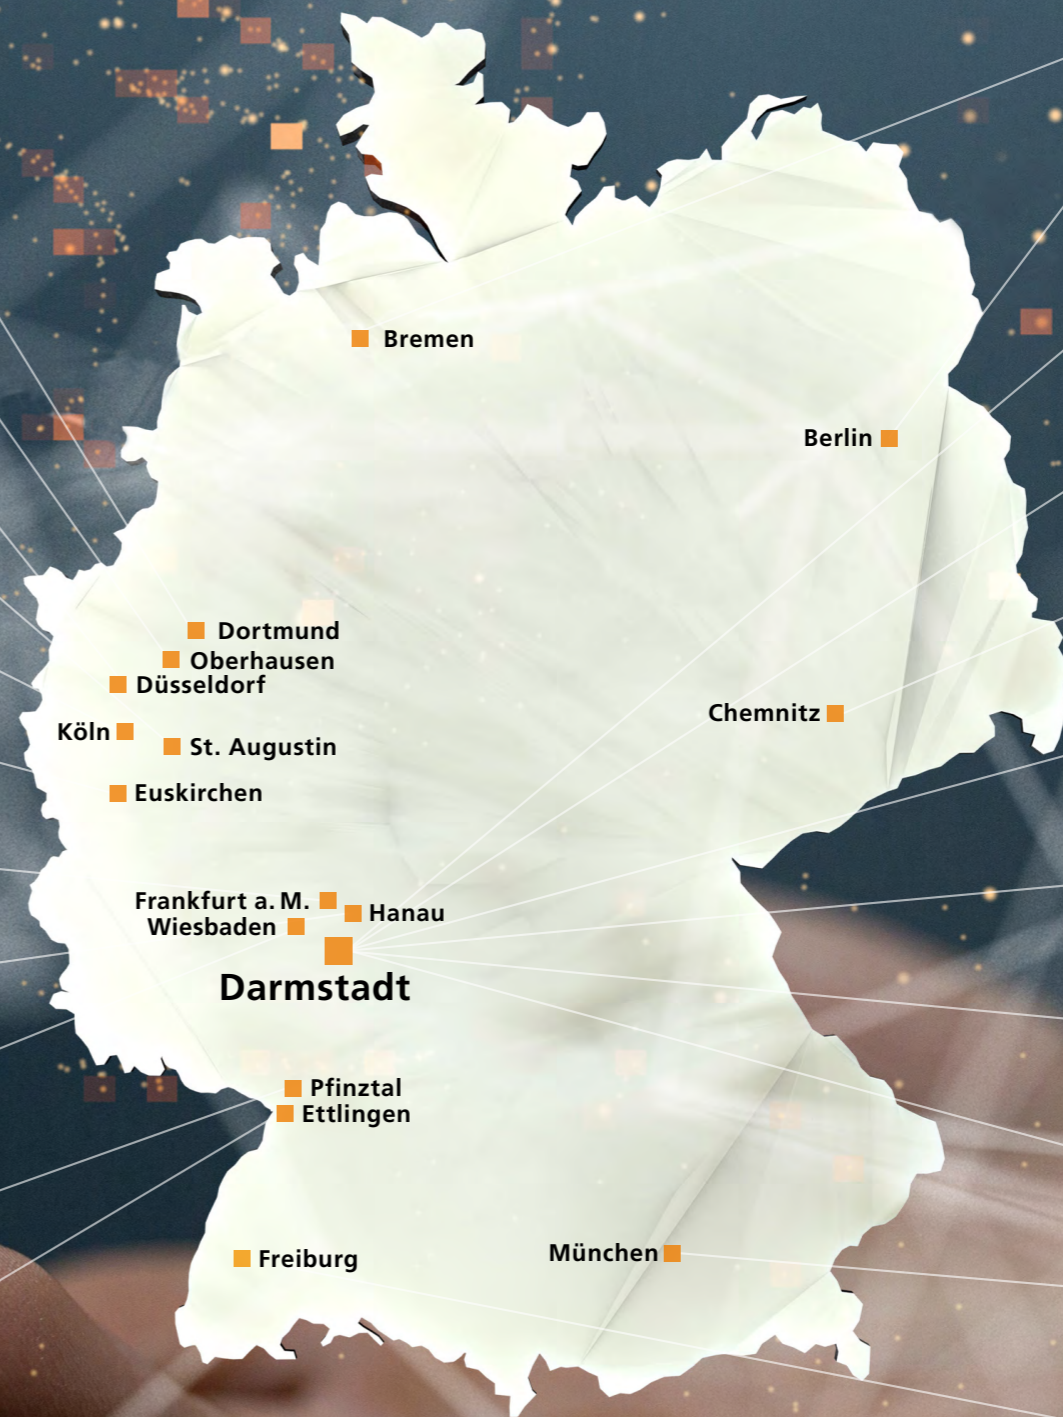 Bremen
Berlin
Dortmund
Oberhausen
Düsseldorf
Chemnitz
Köln
St. Augustin
Euskirchen
Frankfurt a. M.
Hanau
Wiesbaden
Darmstadt
Pfinztal
Ettlingen
München
Freiburg